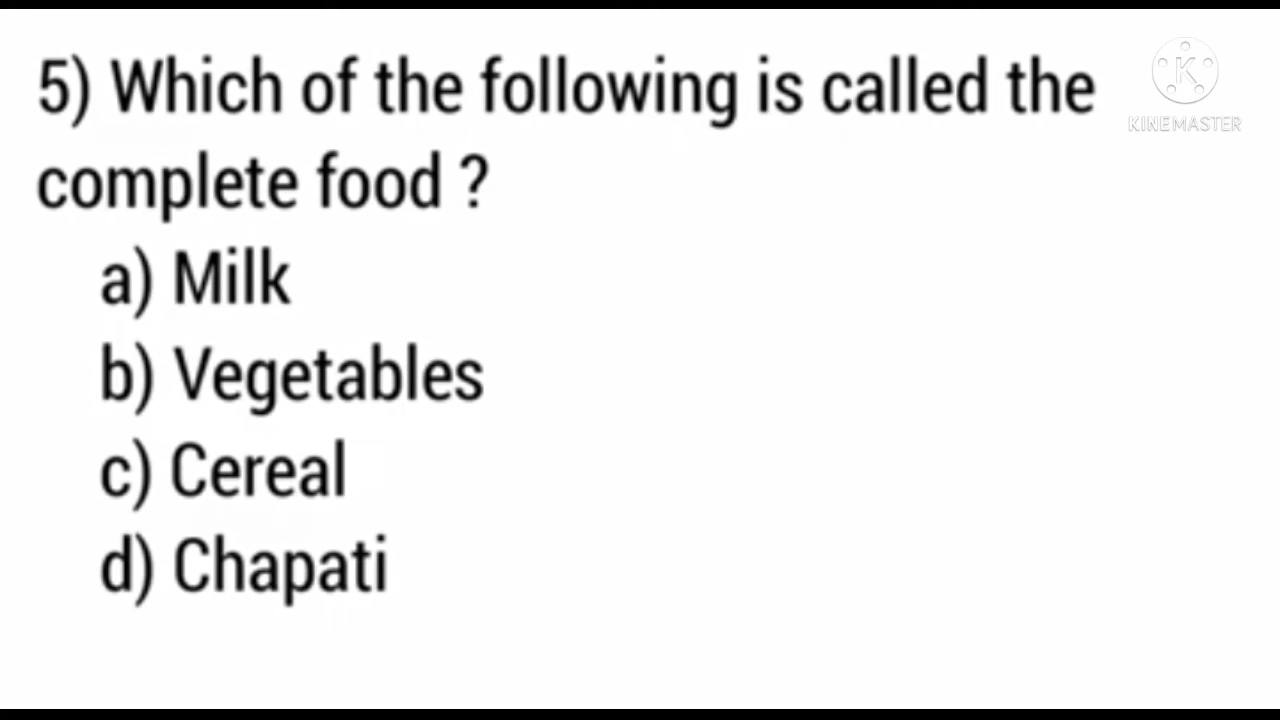 5) Which of the following is called the
complete food ?
a) Milk
b) Vegetables
c) Cereal
d) Chapati
K
KINEMASTER